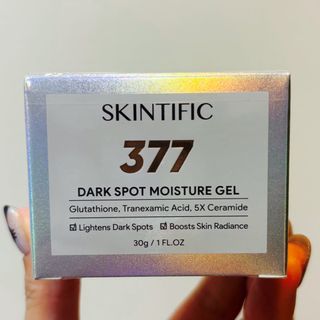 SKINTIFIC
377
DARK SPOT MOISTURE GEL
Glutathione, Tranexamic Acid, 5X Ceramide
☑ Lightens Dark Spots ☑ Boosts Skin Radiance
30g / 1 FL.OZ